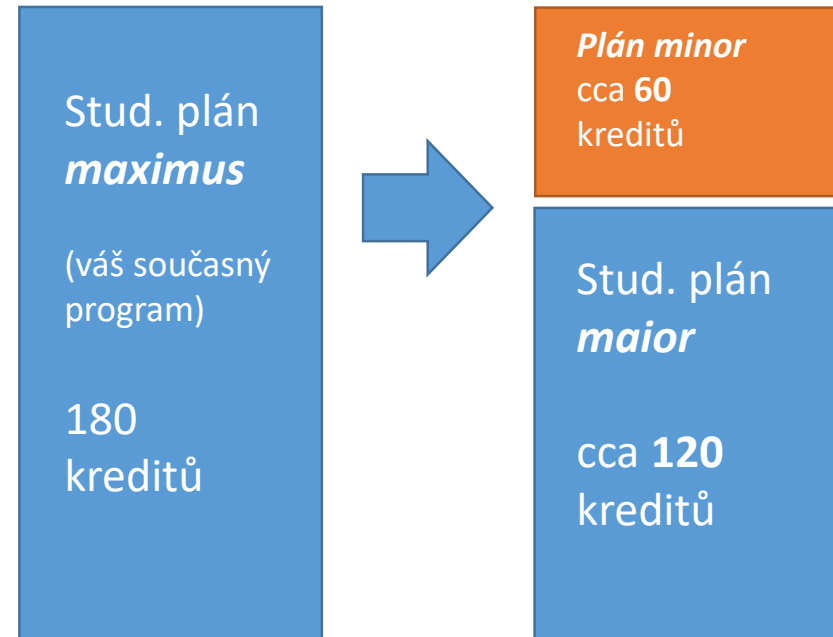 Stud. plán
maximus
(váš současný
program)
180
kreditů
Plán minor
cca 60
kreditů
Stud. plán
maior
cca 120
kreditů